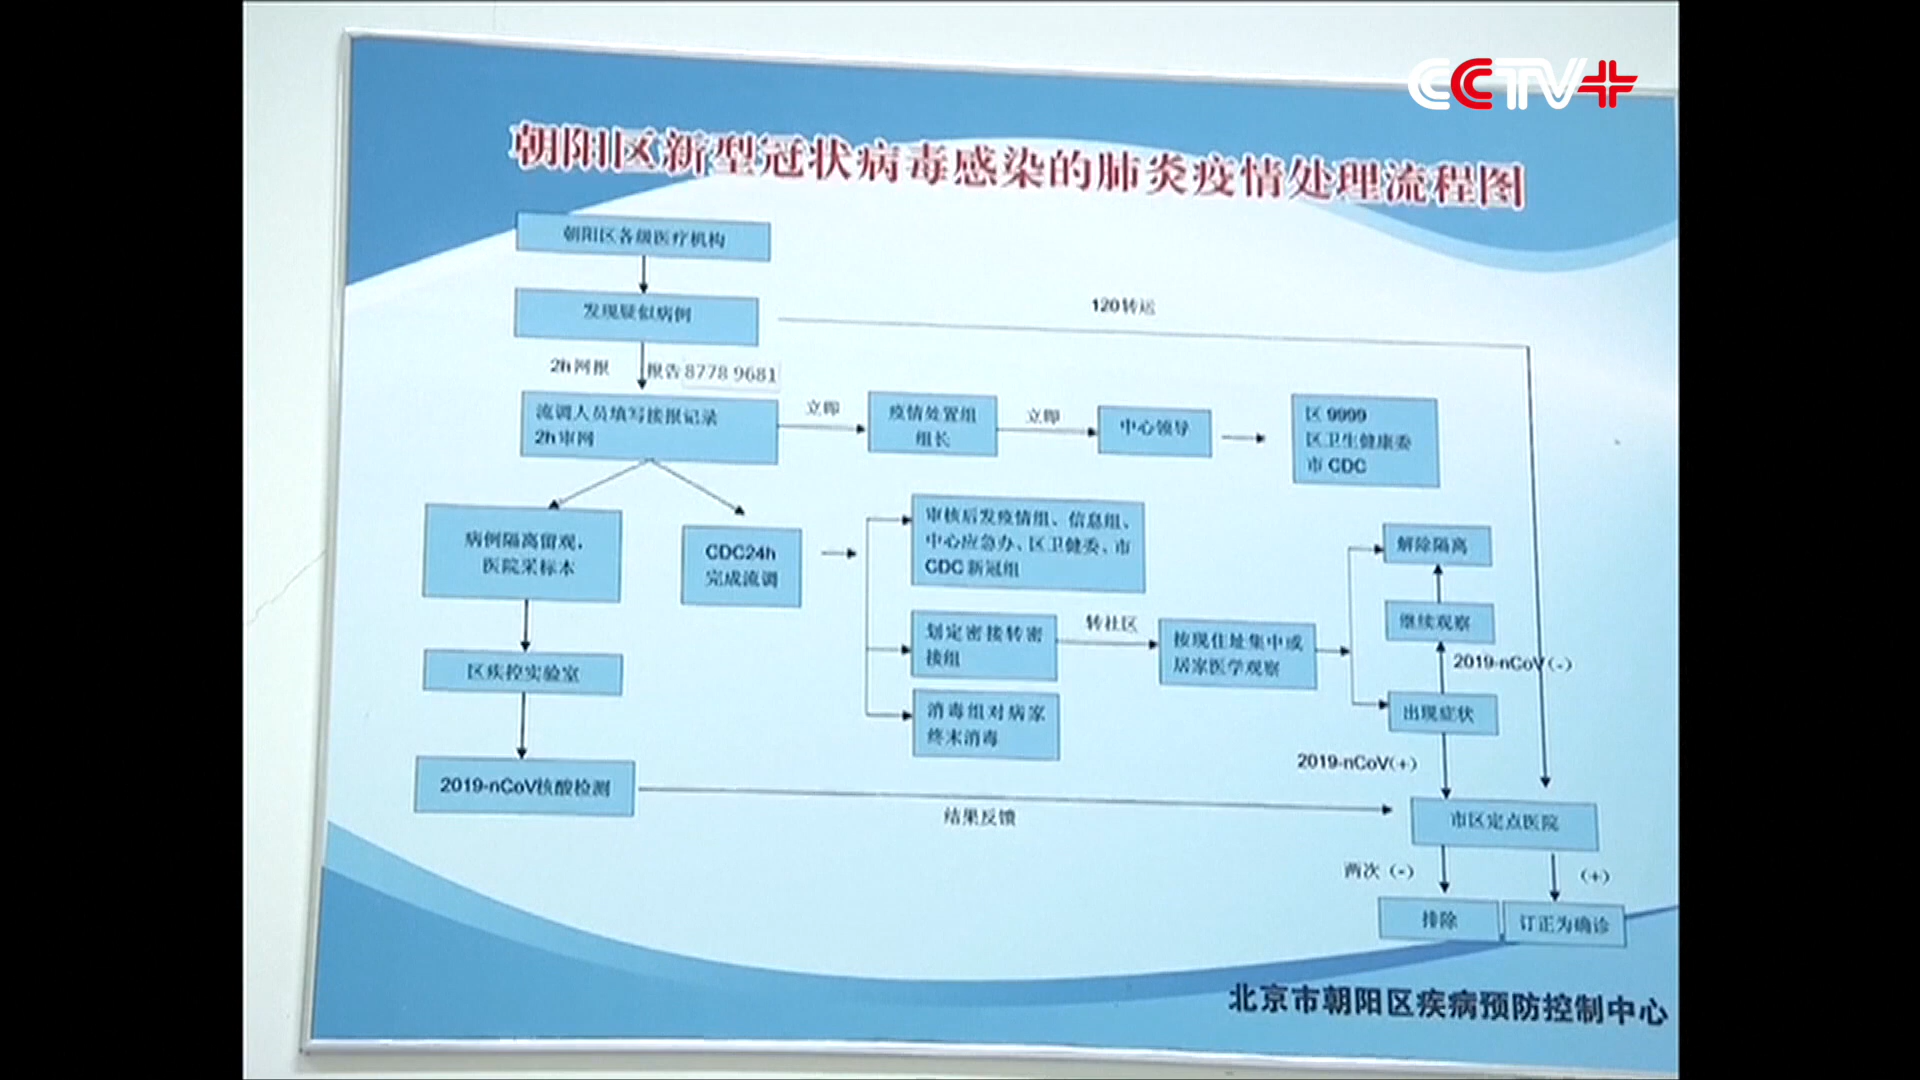 CCTV+
朝阳区新型冠状病毒感染的肺炎疫情处理流程图
朝阳区各级医疗机构
发现疑似病例
120转运
2h网报
报告8778 9681
流调人员填写接报记录
2h审网
立即
疫情处置组
组长
立即
中心领导
区9999
区卫生健康委
市CDC
病例隔离留观，
医院采标本
CDC24h
完成流调
审核后发疫情组、信息组、
中心应急办、区卫健委、市
CDC新冠组
解除隔离
划定密接转密
接组
转社区
按现住址集中或
居家医学观察
继续观察
2019-nCoV(-)
区疾控实验室
消毒组对病家
终末消毒
出现症状
2019-nCoV(+)
2019-nCoV核酸检测
结果反馈
市区定点医院
两次（-）
（+）
排除
订正为确诊
北京市朝阳区疾病预防控制中心